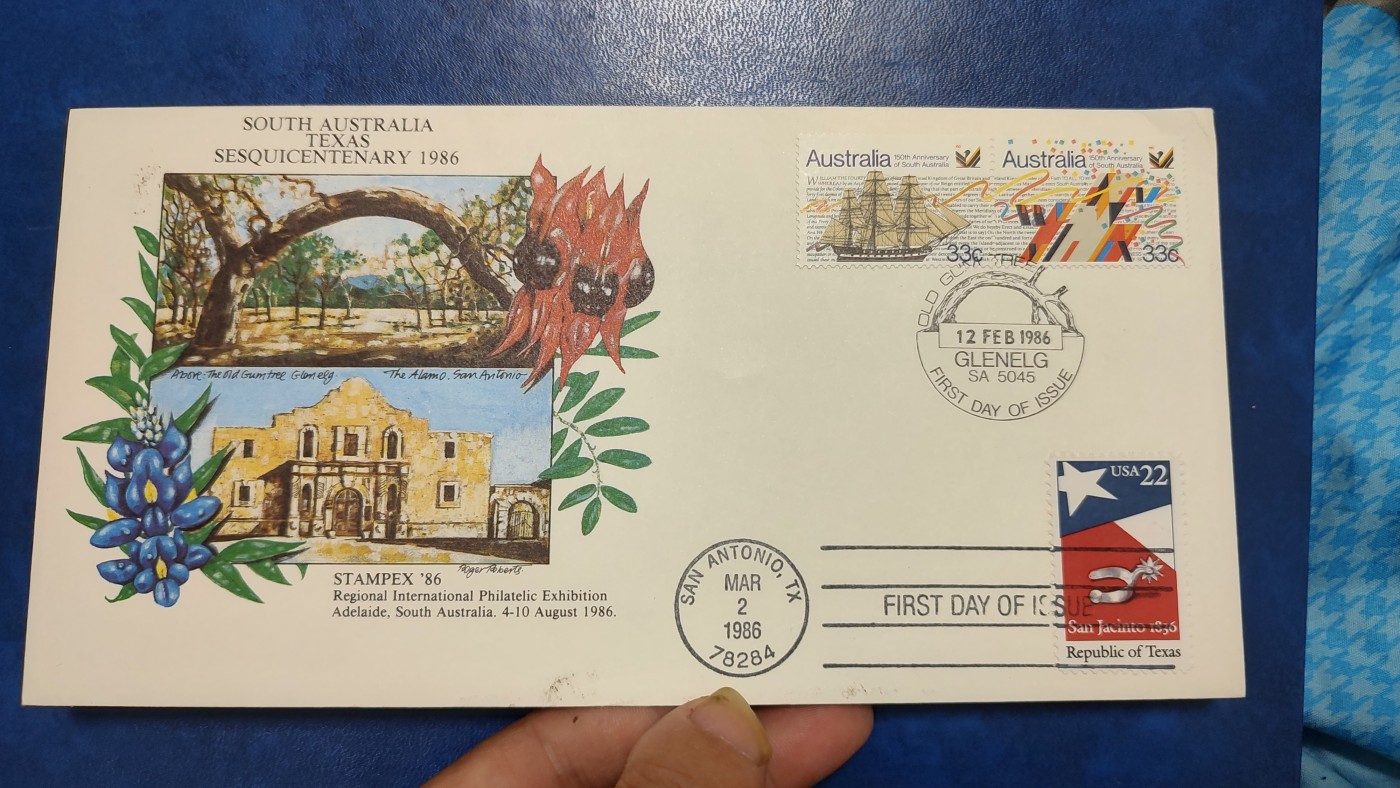 SOUTH AUSTRALIA
TEXAS
SESQUICENTENARY 1986
Above-The Old Gumtree Glenelg
The Alamo. San Antonio
Roger Roberts
STAMPEX '86
Regional International Philatelic Exhibition
Adelaide, South Australia. 4-10 August 1986.
Australia 150th Anniversary
of South Australia
33c
Australia 150th Anniversary
of South Australia
33c
OLD GUM TREE
12 FEB 1986
GLENELG
SA 5045
FIRST DAY OF ISSUE
USA 22
San Jacinto 1836
Republic of Texas
SAN ANTONIO, TX
MAR
2
1986
78284
FIRST DAY OF ISSUE